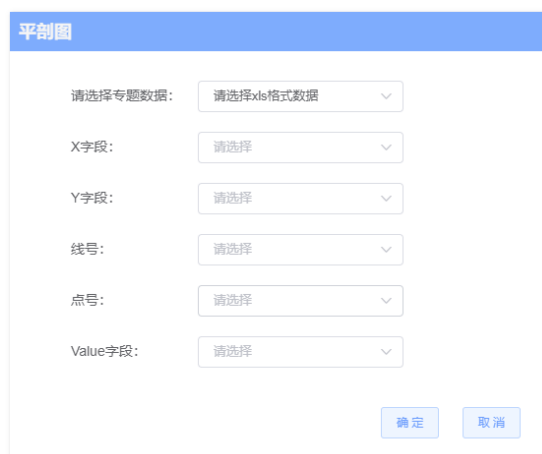 平剖图
请选择专题数据： 请选择xls格式数据
X字段： 请选择
Y字段： 请选择
线号： 请选择
点号： 请选择
Value字段： 请选择
确定 取消